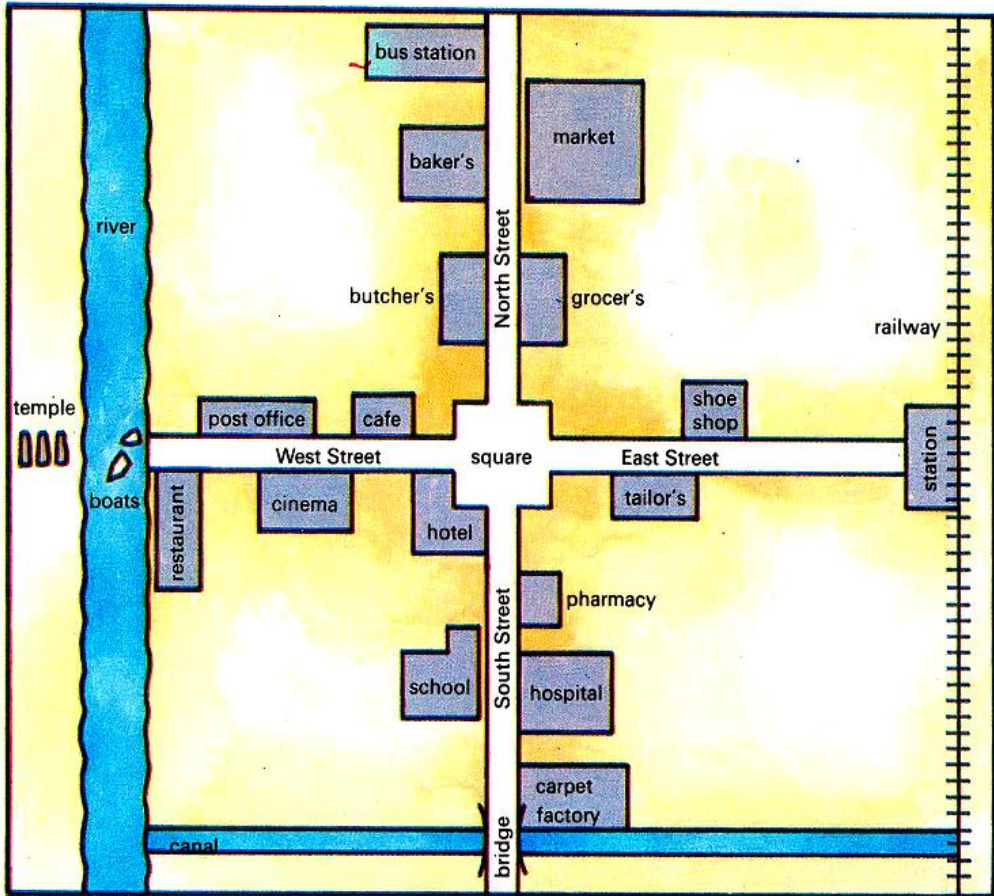 bus station
market
baker's
river
North Street
butcher's
grocer's
railway
temple
post office
cafe
shoe
shop
West Street
square
East Street
station
boats
restaurant
cinema
hotel
tailor's
pharmacy
South Street
school
hospital
carpet
factory
canal
bridge